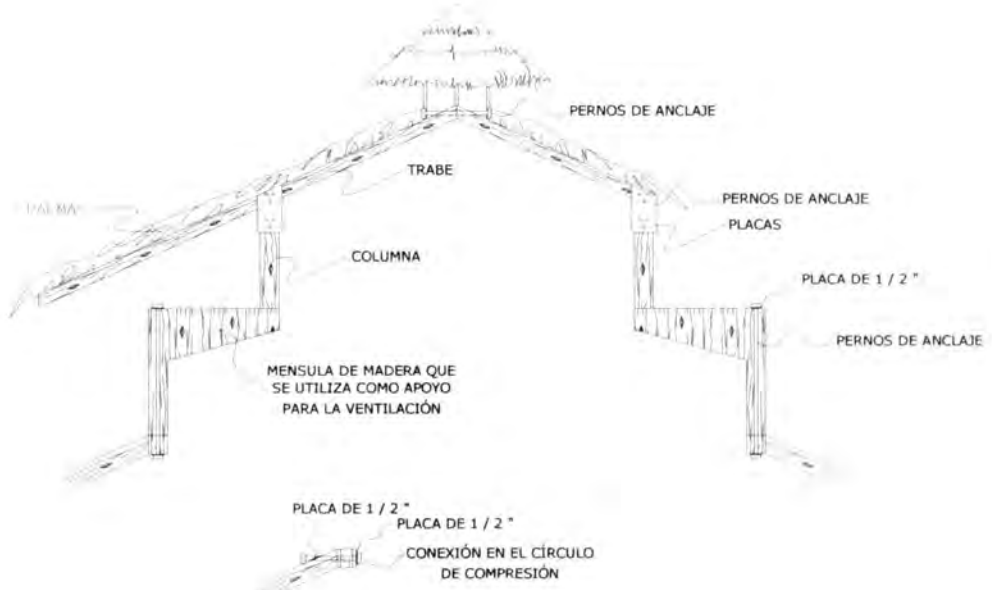 PERNOS DE ANCLAJE
TRABE
PERNOS DE ANCLAJE
PLACAS
PALMA
COLUMNA
PLACA DE 1 / 2 "
PERNOS DE ANCLAJE
MENSULA DE MADERA QUE
SE UTILIZA COMO APOYO
PARA LA VENTILACIÓN
PLACA DE 1 / 2 "
PLACA DE 1 / 2 "
CONEXIÓN EN EL CÍRCULO
DE COMPRESIÓN